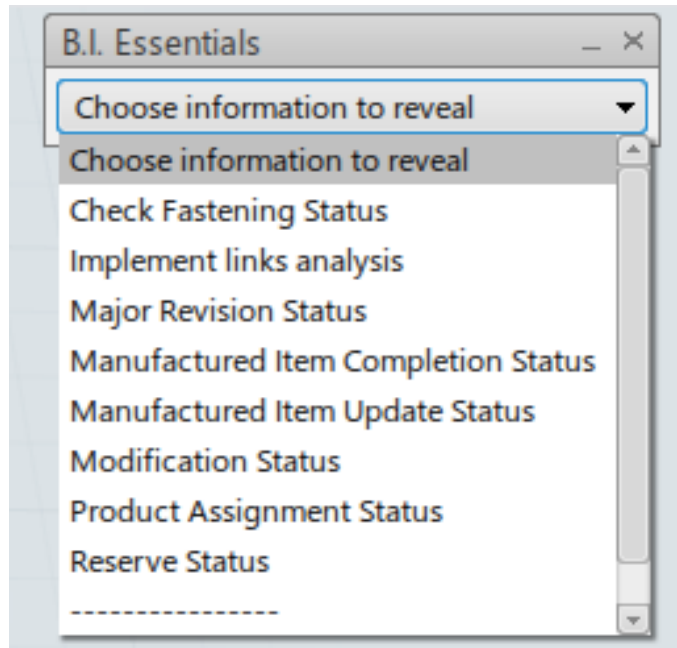 B.I. Essentials
Choose information to reveal
Choose information to reveal
Check Fastening Status
Implement links analysis
Major Revision Status
Manufactured Item Completion Status
Manufactured Item Update Status
Modification Status
Product Assignment Status
Reserve Status
----------------